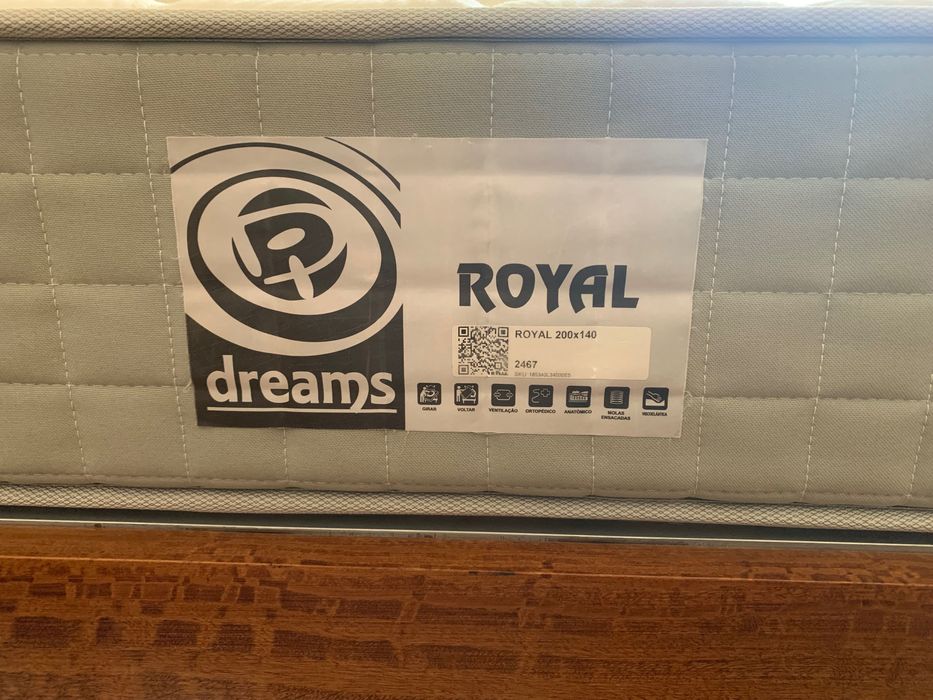 dreams
ROYAL
ROYAL 200x140
2467
GIRAR
VOLTAR
VENTILAÇÃO
ORTOPÉDICO
ANATÓMICO
MOLAS
ENSACADAS
VISCOELÁSTICA